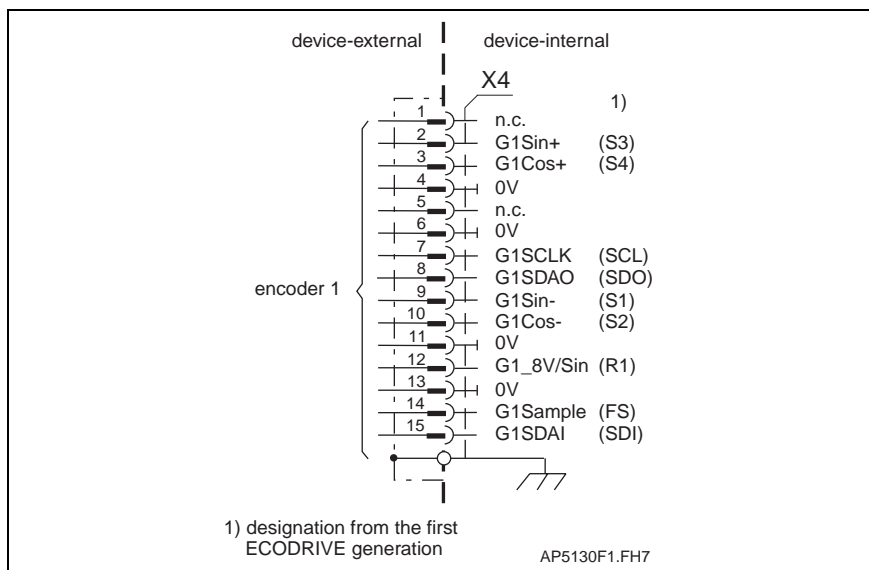 device-external device-internal
X4
1)
1 n.c.
2 G1Sin+ (S3)
3 G1Cos+ (S4)
4 0V
5 n.c.
6 0V
7 G1SCLK (SCL)
8 G1SDAO (SDO)
encoder 1
9 G1Sin- (S1)
10 G1Cos- (S2)
11 0V
12 G1_8V/Sin (R1)
13 0V
14 G1Sample (FS)
15 G1SDAI (SDI)
1) designation from the first
ECODRIVE generation
AP5130F1.FH7